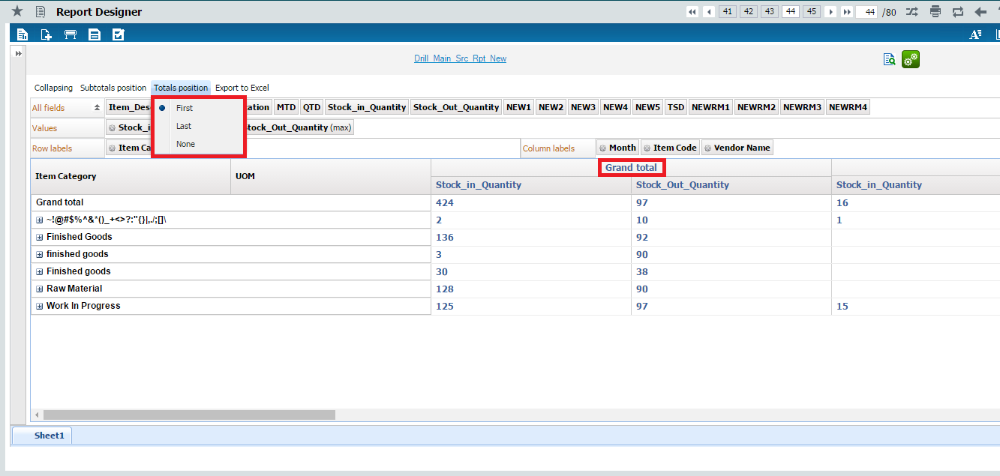 Report Designer 41 42 43 44 45 44 /80
Drill_Main_Src_Rpt_New
Collapsing Subtotals position Totals position Export to Excel
All fields Item_Des ation MTD QTD Stock_in_Quantity Stock_Out_Quantity NEW1 NEW2 NEW3 NEW4 NEW5 TSD NEWRM1 NEWRM2 NEWRM3 NEWRM4
First
Last
None
Values Stock_i tock_Out_Quantity (max)
Row labels Item Ca Column labels Month Item Code Vendor Name
Item Category UOM Grand total
Stock_in_Quantity Stock_Out_Quantity Stock_in_Quantity
Grand total 424 97 16
~!@#$%^&*()_+<>?:"{}|,./;[]\ 2 10 1
Finished Goods 136 92
finished goods 3 90
Finished goods 30 38
Raw Material 128 90
Work In Progress 125 97 15
Sheet1